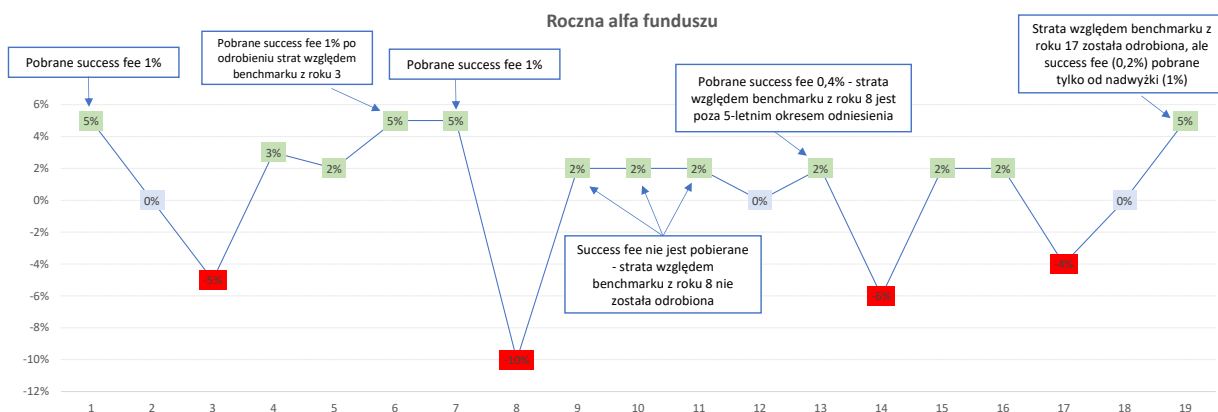 Roczna alfa funduszu
Pobrane success fee 1%
Pobrane success fee 1% po
odrobieniu strat względem
benchmarku z roku 3
Pobrane success fee 1%
Pobrane success fee 0,4% - strata
względem benchmarku z roku 8 jest
poza 5-letnim okresem odniesienia
Strata względem benchmarku z
roku 17 została odrobiona, ale
success fee (0,2%) pobrane
tylko od nadwyżki (1%)
Success fee nie jest pobierane
- strata względem
benchmarku z roku 8 nie
została odrobiona
6%
4%
2%
0%
-2%
-4%
-6%
-8%
-10%
-12%
5%
0%
-5%
3%
2%
5%
5%
-10%
2%
2%
2%
0%
2%
-6%
2%
2%
-4%
0%
5%
1 2 3 4 5 6 7 8 9 10 11 12 13 14 15 16 17 18 19